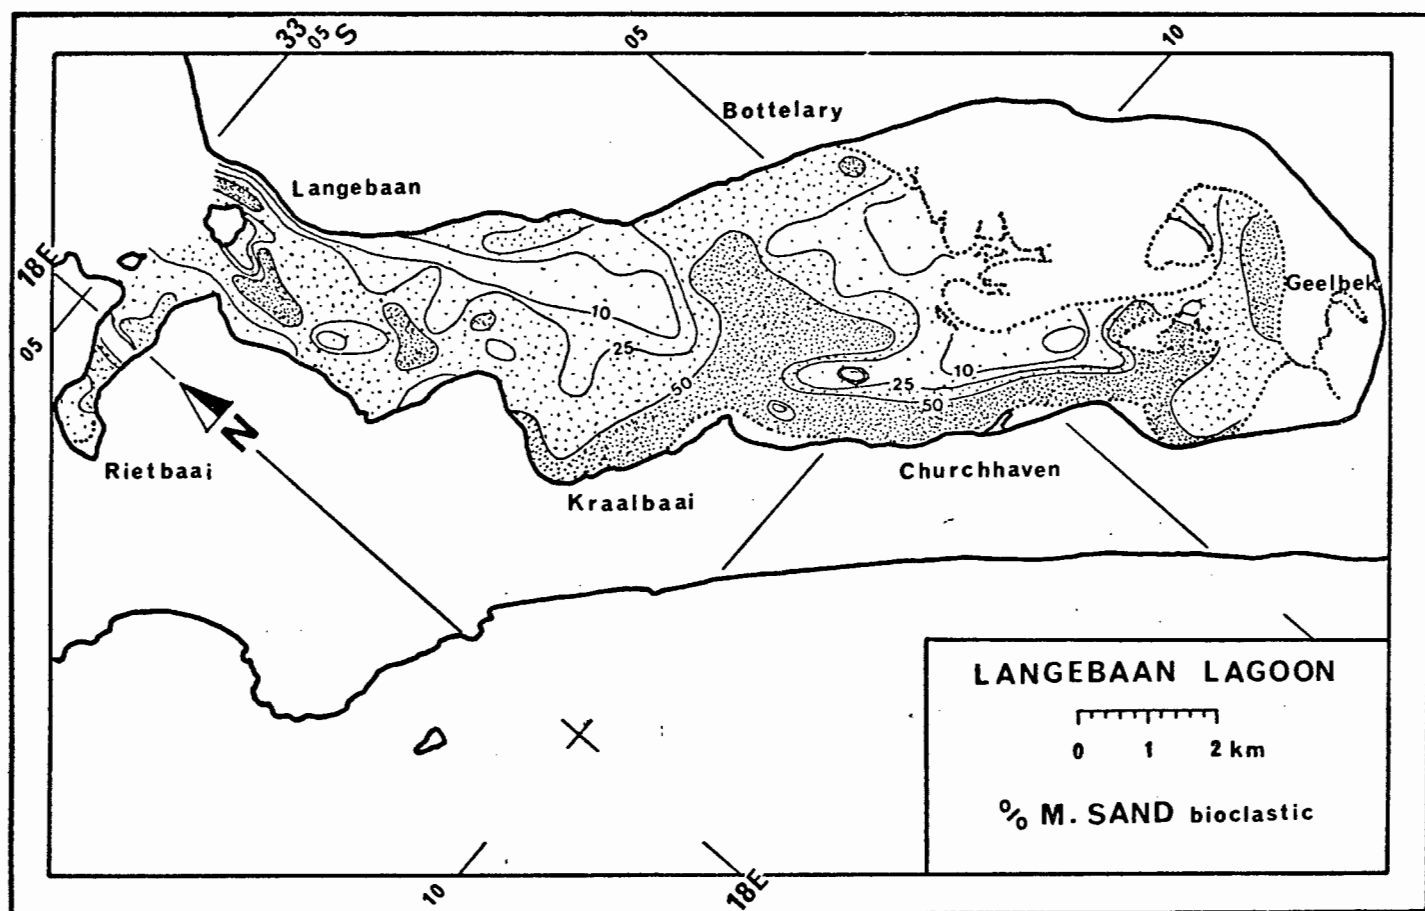 33
05 S
05
10
Bottelary
Langebaan
18E
05
Geelbek
10
25
50
10
25
50
N
Rietbaai
Churchhaven
Kraalbaai
LANGEBAAN LAGOON
0 1 2 km
% M. SAND bioclastic
10
18E